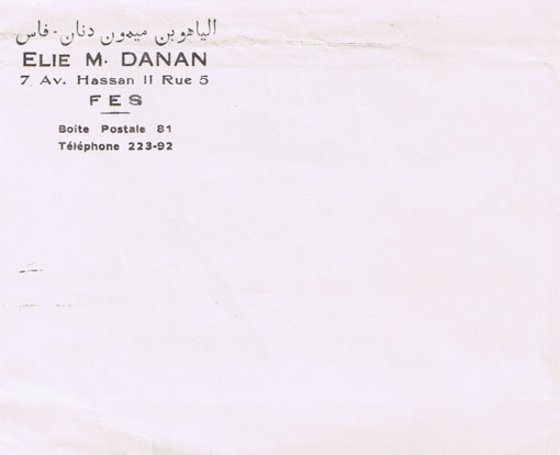 الياهو بن ميمون دنان - فاس
ELIE M. DANAN
7 Av. Hassan II Rue 5
FES
Boite Postale 81
Téléphone 223-92